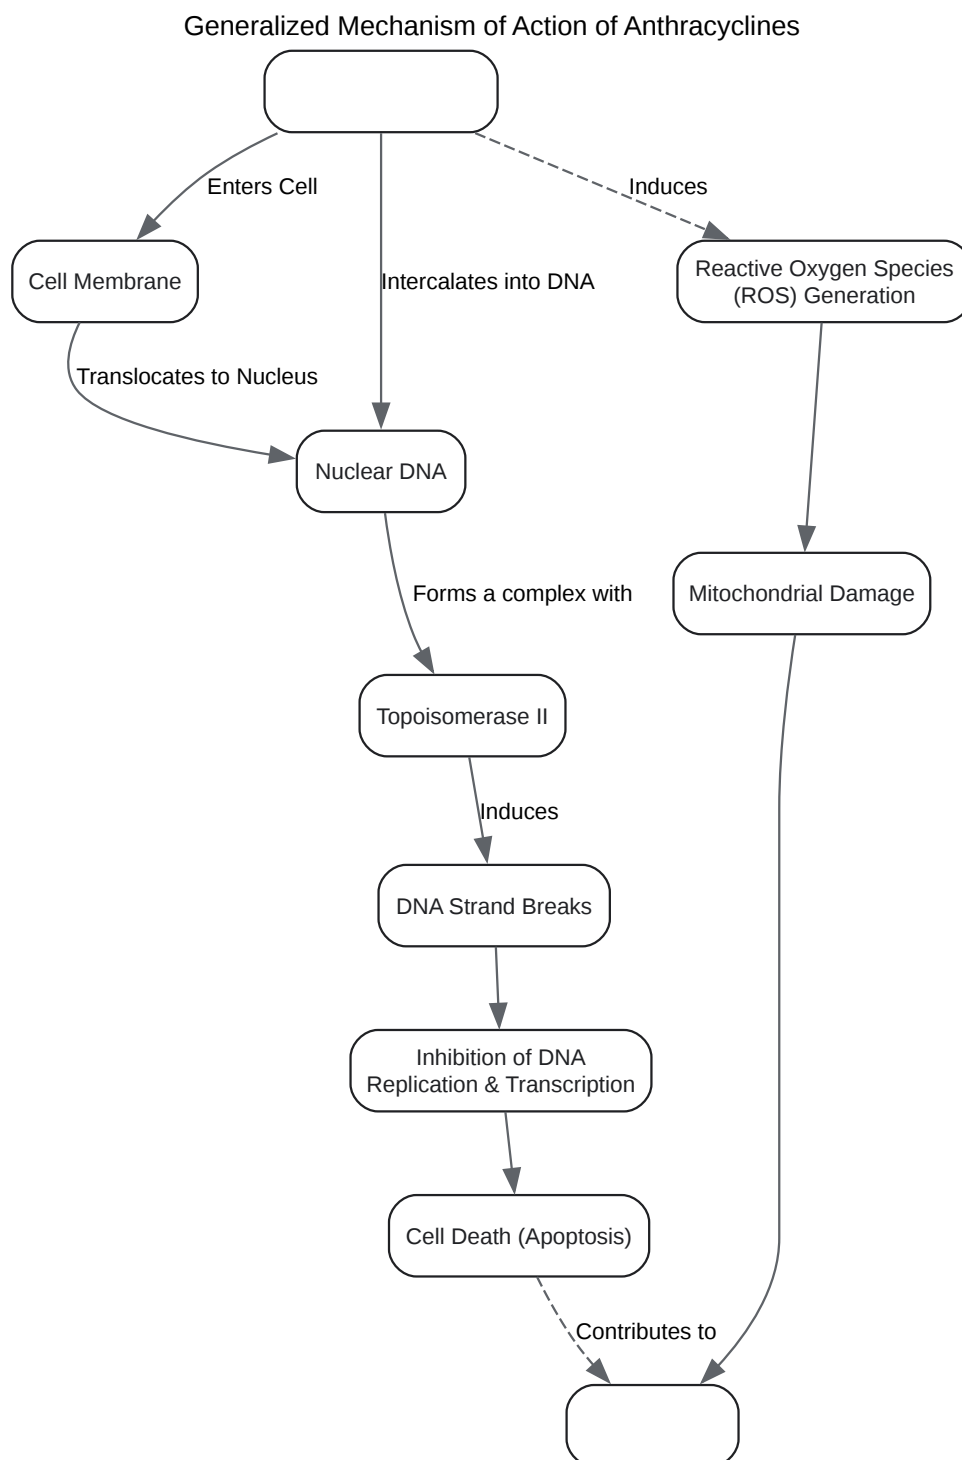 Generalized Mechanism of Action of Anthracyclines
Enters Cell
Induces
Cell Membrane
Intercalates into DNA
Reactive Oxygen Species
(ROS) Generation
Translocates to Nucleus
Nuclear DNA
Forms a complex with
Mitochondrial Damage
Topoisomerase II
Induces
DNA Strand Breaks
Inhibition of DNA
Replication & Transcription
Cell Death (Apoptosis)
Contributes to